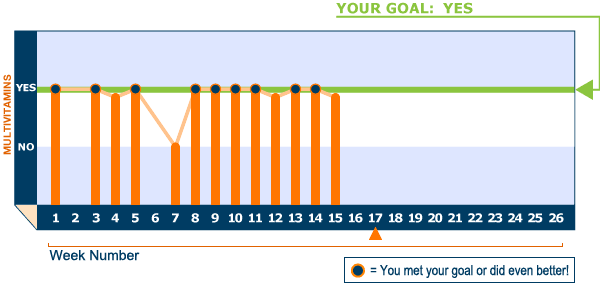 YOUR GOAL: YES
YES
MULTIVITAMINS
NO
1 2 3 4 5 6 7 8 9 10 11 12 13 14 15 16 17 18 19 20 21 22 23 24 25 26
Week Number
= You met your goal or did even better!